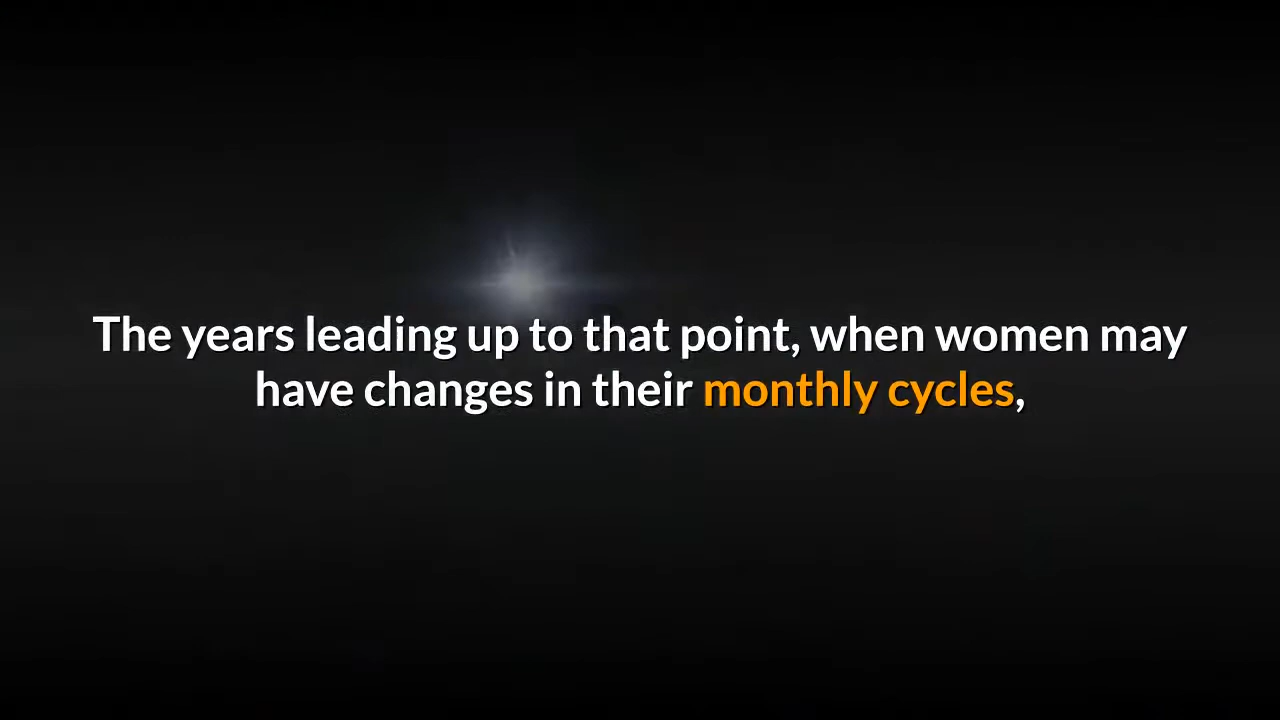 The years leading up to that point, when women may
have changes in their monthly cycles,